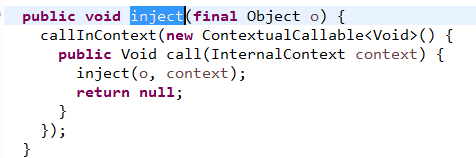 public void inject(final Object o) {
callInContext(new ContextualCallable<Void>() {
public Void call(InternalContext context) {
inject(o, context);
return null;
}
});
}